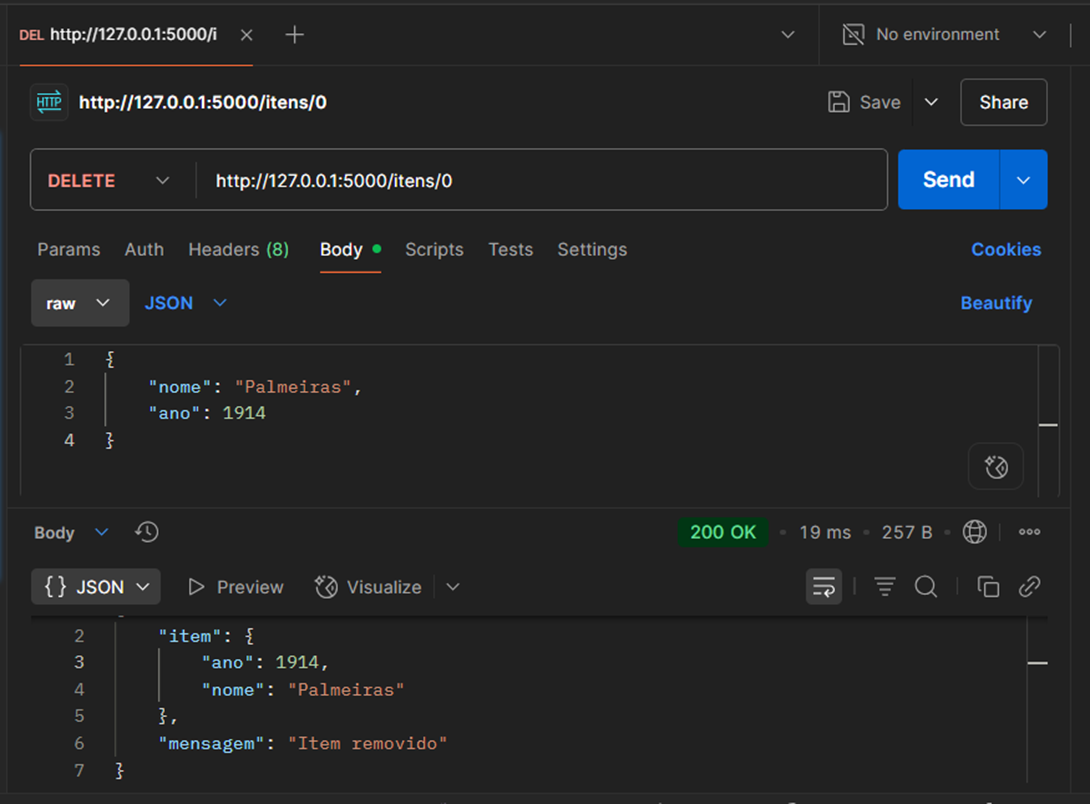 DEL http://127.0.0.1:5000/i
No environment
HTTP http://127.0.0.1:5000/itens/0
Save
Share
DELETE
http://127.0.0.1:5000/itens/0
Send
Params Auth Headers (8) Body Scripts Tests Settings Cookies
raw JSON Beautify
1 {
2 "nome": "Palmeiras",
3 "ano": 1914
4 }
Body 200 OK 19 ms 257 B
{} JSON Preview Visualize
2 "item": {
3 "ano": 1914,
4 "nome": "Palmeiras"
5 },
6 "mensagem": "Item removido"
7 }